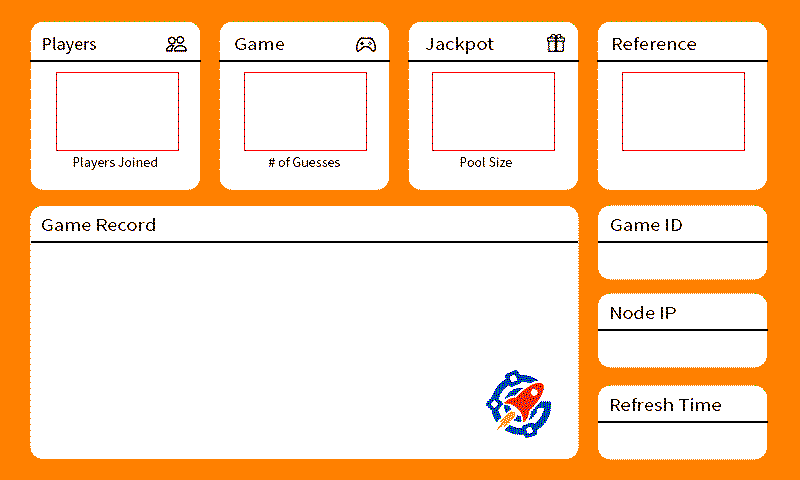 Players
Game
Jackpot
Reference
Players Joined
# of Guesses
Pool Size
Game Record
Game ID
Node IP
Refresh Time